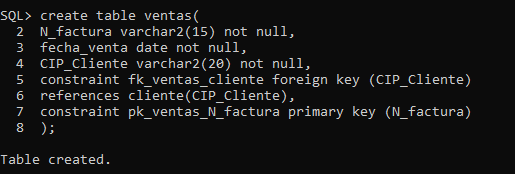 SQL> create table ventas(
2 N_factura varchar2(15) not null,
3 fecha_venta date not null,
4 CIP_Cliente varchar2(20) not null,
5 constraint fk_ventas_cliente foreign key (CIP_Cliente)
6 references cliente(CIP_Cliente),
7 constraint pk_ventas_N_factura primary key (N_factura)
8 );
Table created.